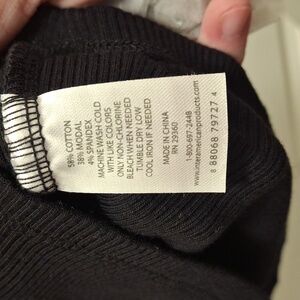 58% COTTON
38% MODAL
4% SPANDEX
MACHINE WASH COLD
WITH LIKE COLORS
ONLY NON-CHLORINE
BLEACH WHEN NEEDED
TUMBLE DRY LOW
COOL IRON IF NEEDED
MADE IN CHINA
RN 29360
1-800-697-2448
www.interamericanproducts.com
8 88068 79727 4